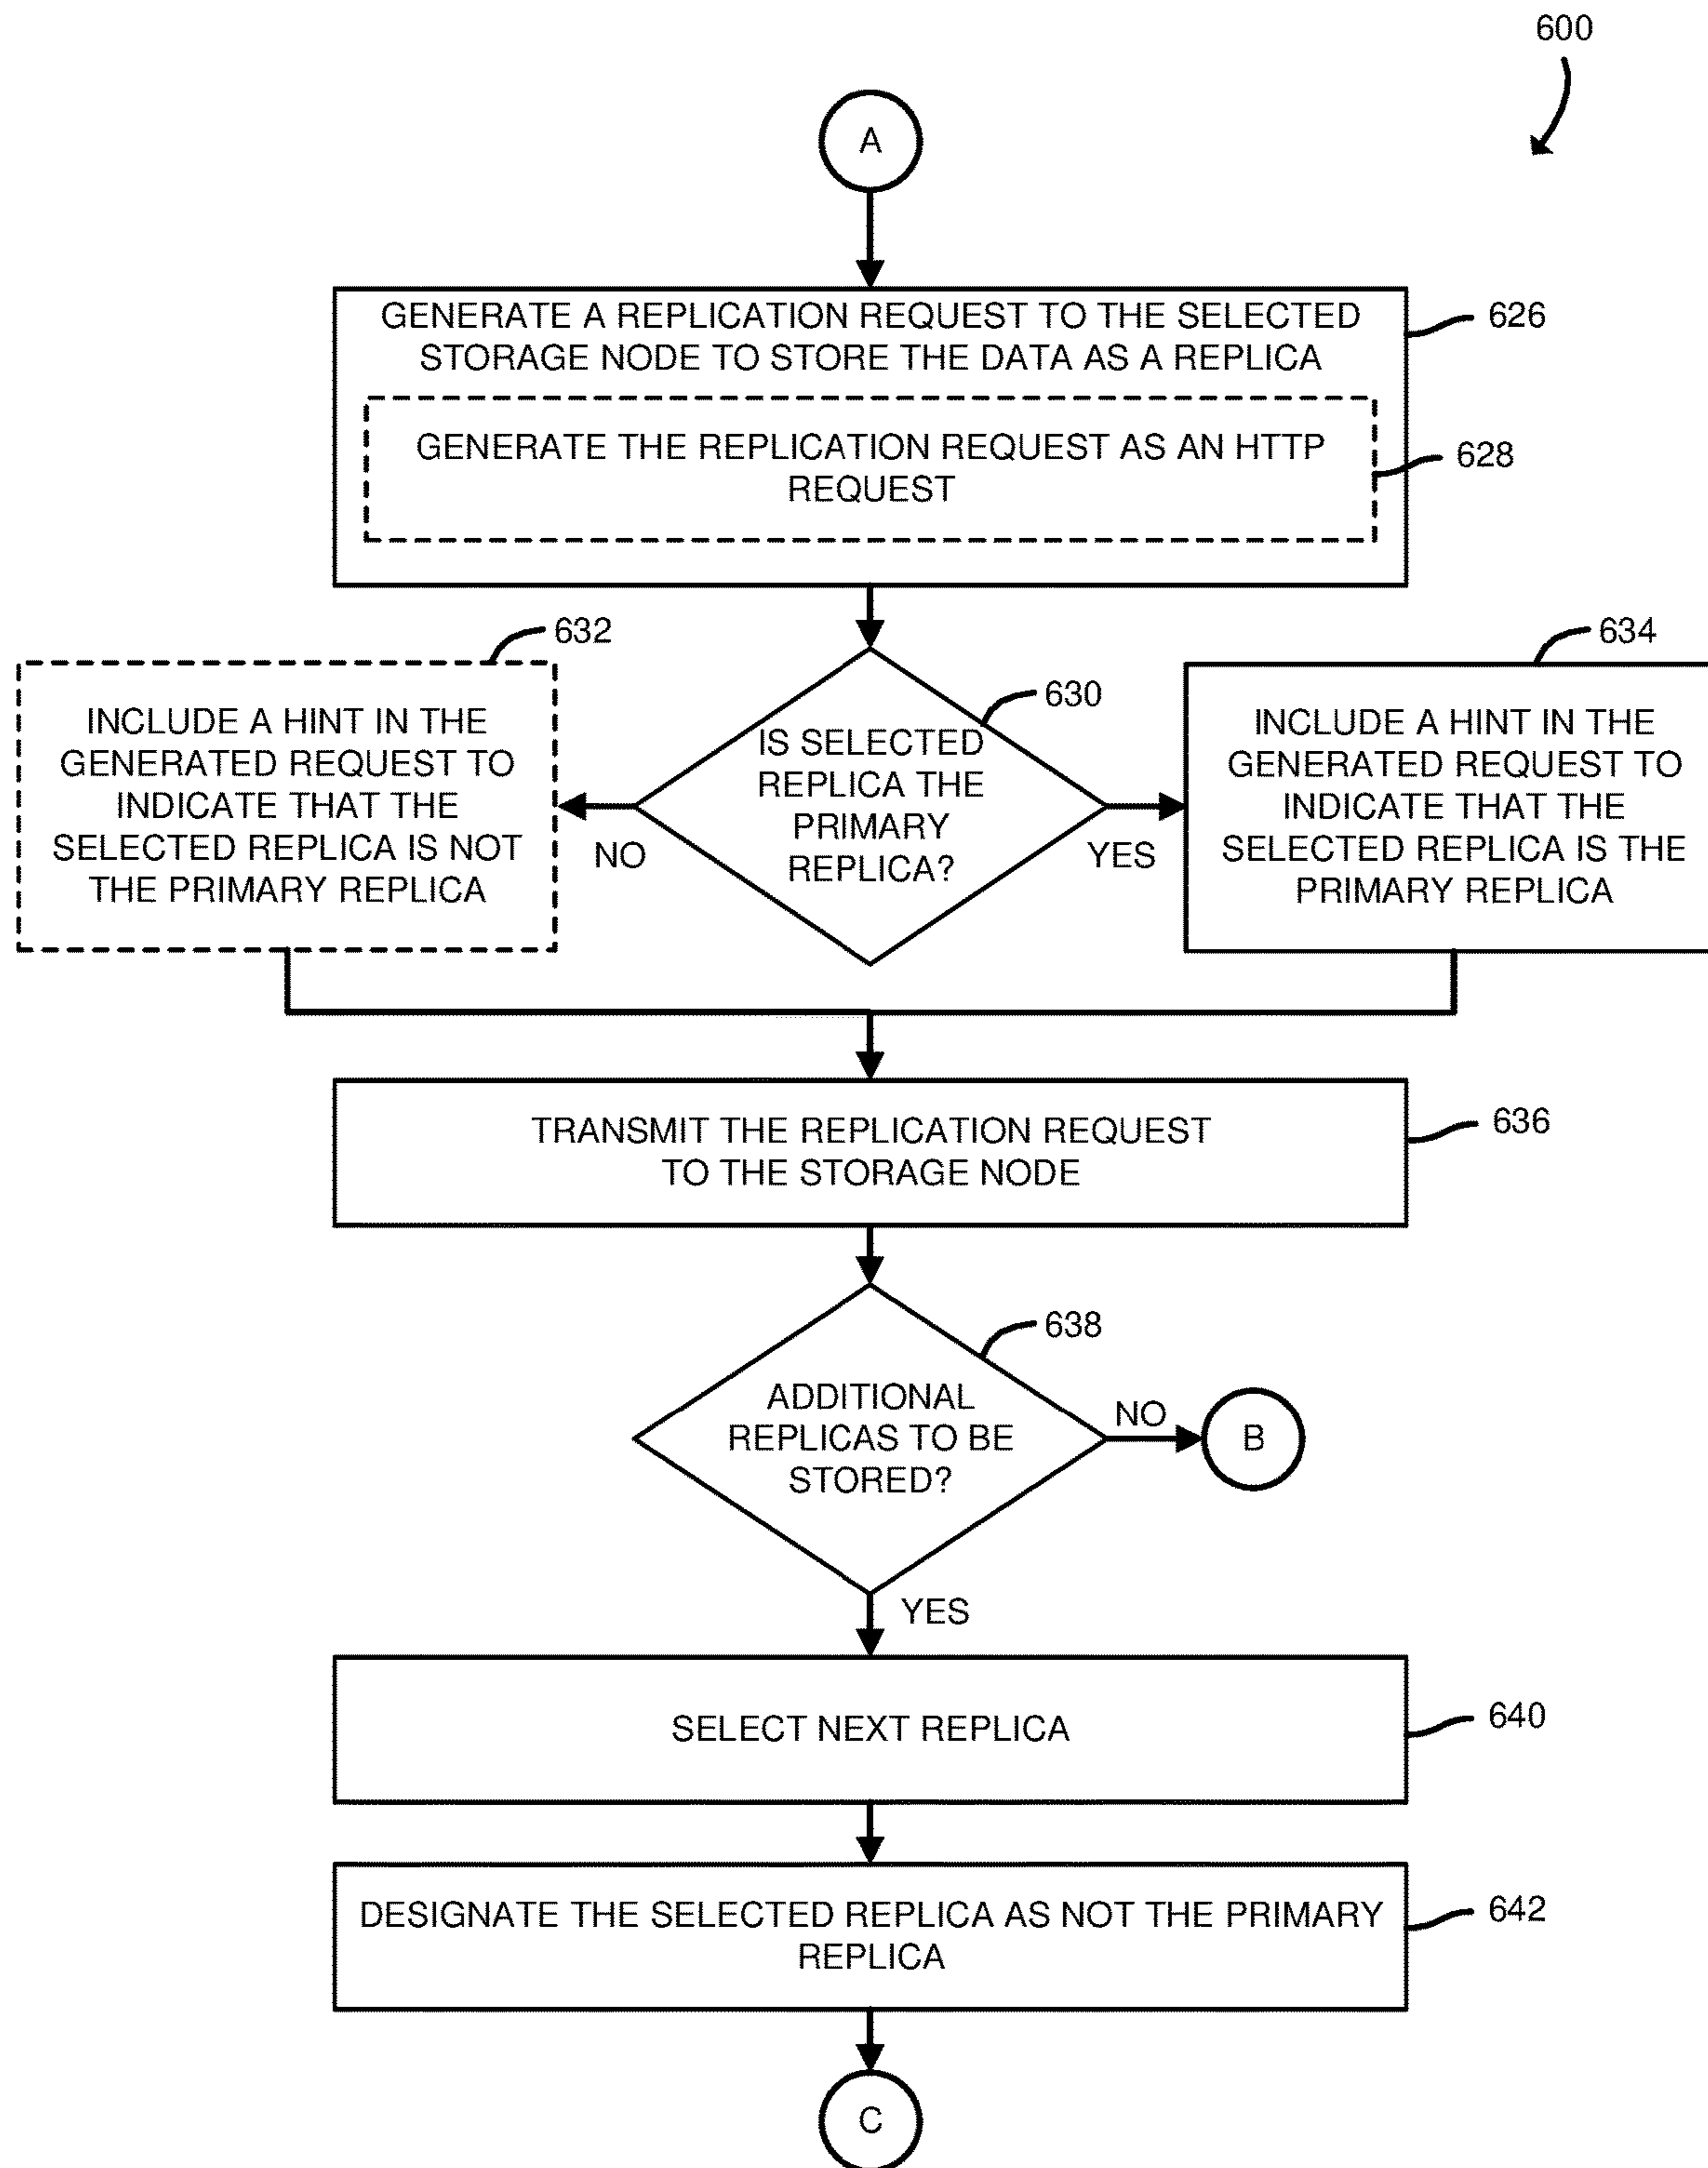 600
A
GENERATE A REPLICATION REQUEST TO THE SELECTED
STORAGE NODE TO STORE THE DATA AS A REPLICA
626
GENERATE THE REPLICATION REQUEST AS AN HTTP
REQUEST
628
632
INCLUDE A HINT IN THE
GENERATED REQUEST TO
INDICATE THAT THE
SELECTED REPLICA IS NOT
THE PRIMARY REPLICA
NO
630
IS SELECTED
REPLICA THE
PRIMARY
REPLICA?
YES
634
INCLUDE A HINT IN THE
GENERATED REQUEST TO
INDICATE THAT THE
SELECTED REPLICA IS THE
PRIMARY REPLICA
TRANSMIT THE REPLICATION REQUEST
TO THE STORAGE NODE
636
638
ADDITIONAL
REPLICAS TO BE
STORED?
NO
B
YES
SELECT NEXT REPLICA
640
DESIGNATE THE SELECTED REPLICA AS NOT THE PRIMARY
REPLICA
642
C